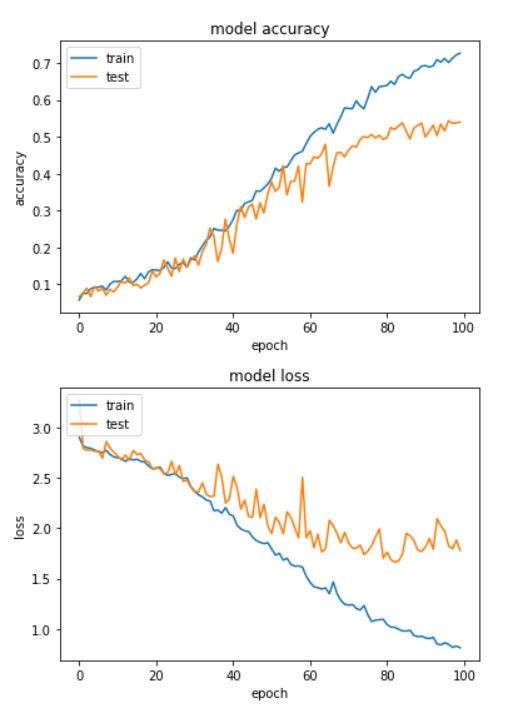 model accuracy
train
test
0.7
0.6
0.5
0.4
0.3
0.2
0.1
accuracy
0 20 40 60 80 100
epoch
model loss
train
test
3.0
2.5
2.0
1.5
1.0
loss
0 20 40 60 80 100
epoch